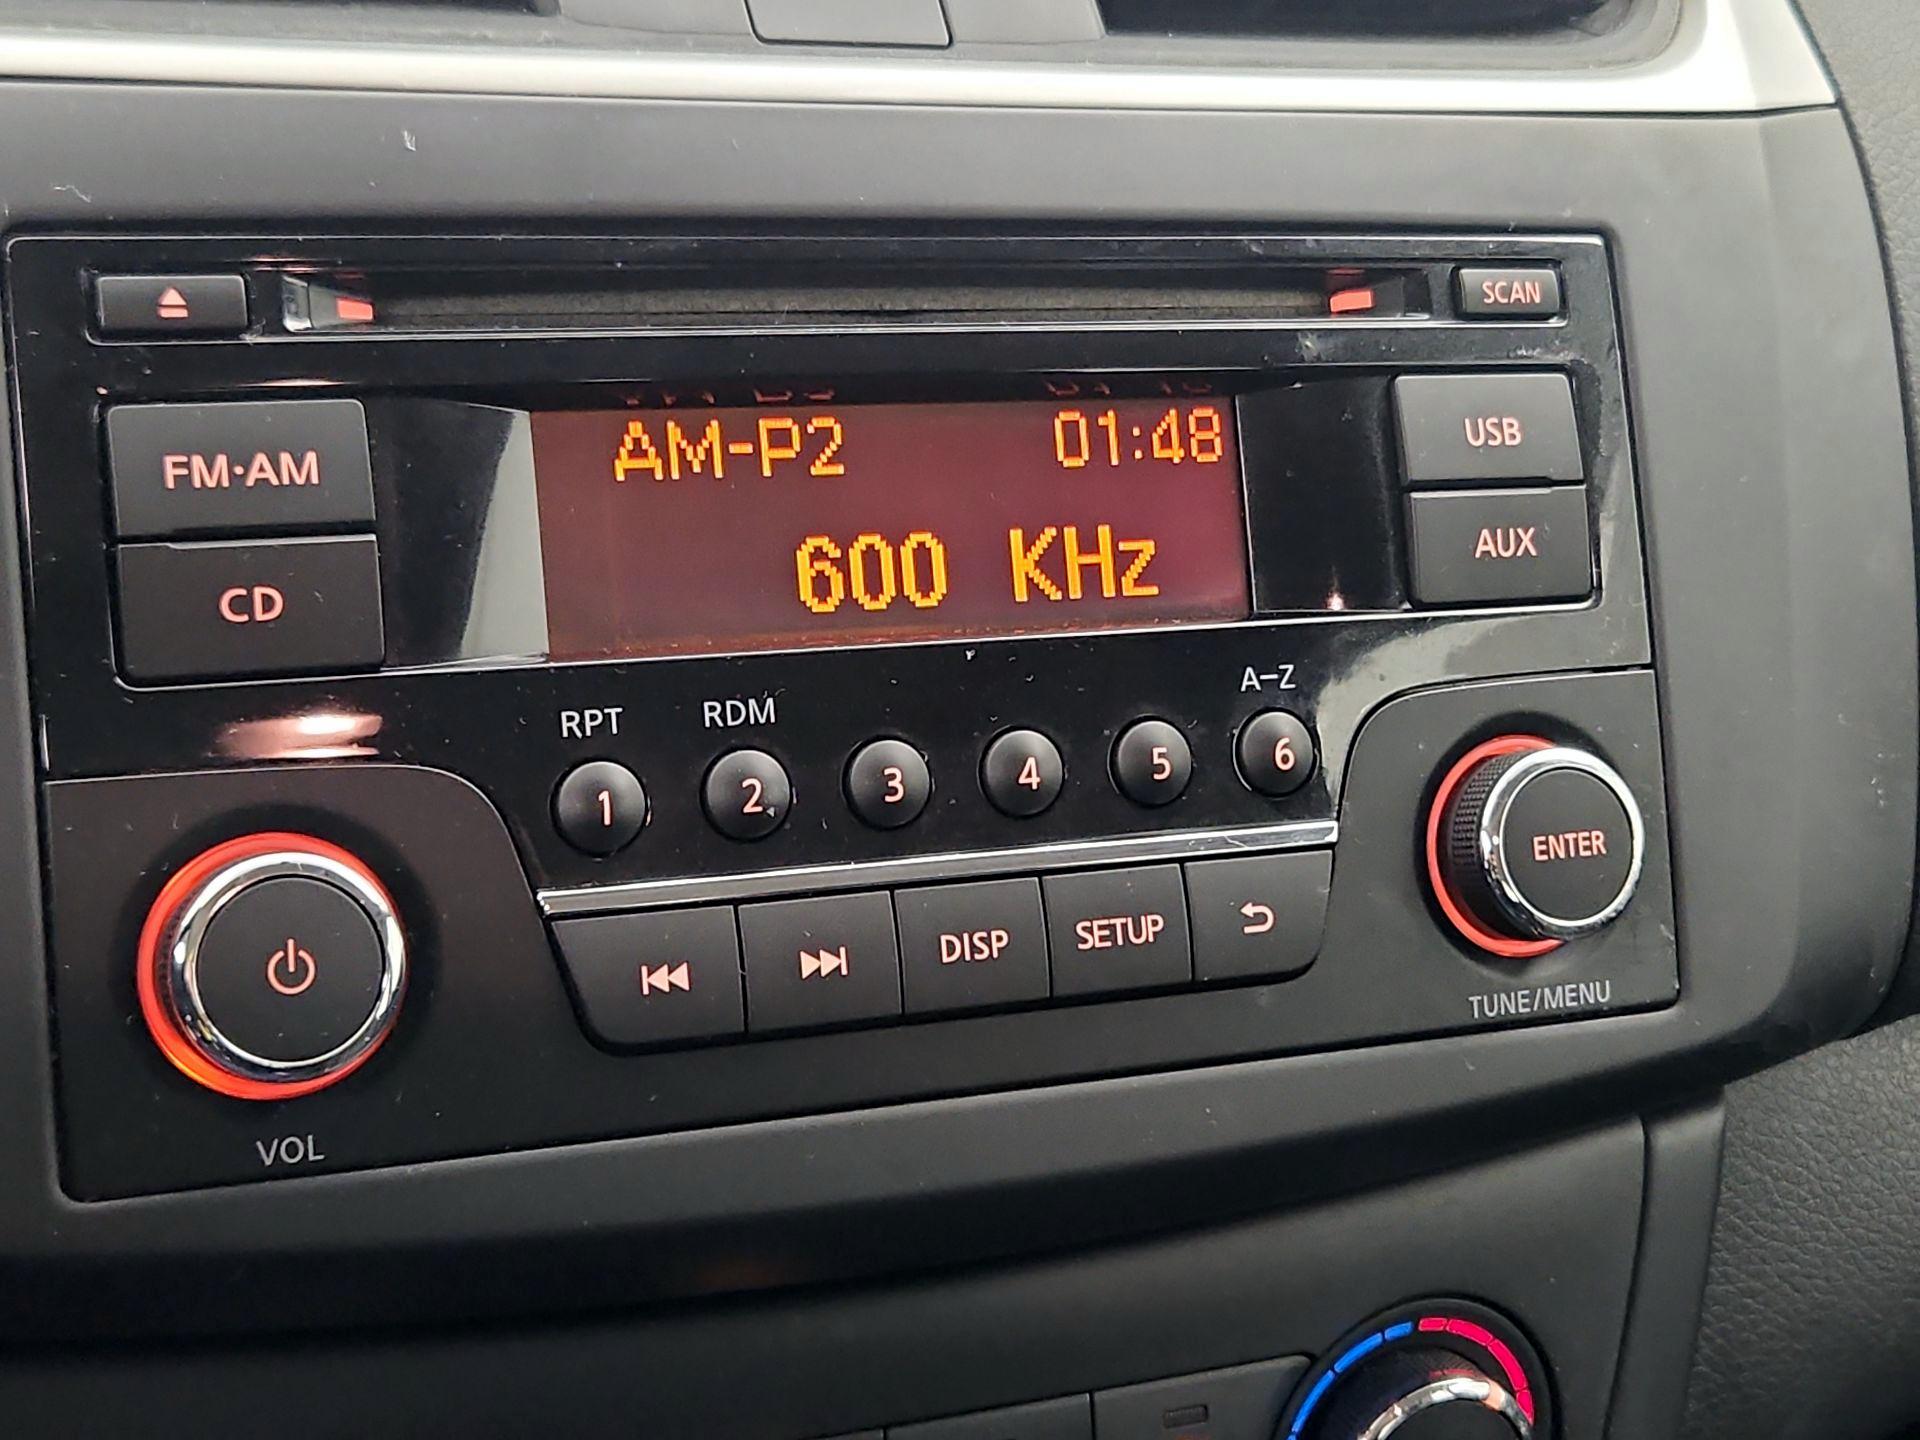 SCAN
AM-P2 01:48
FM·AM
USB
600 KHz
AUX
CD
RPT RDM A-Z
1 2 3 4 5 6
ENTER
DISP SETUP
TUNE/MENU
VOL